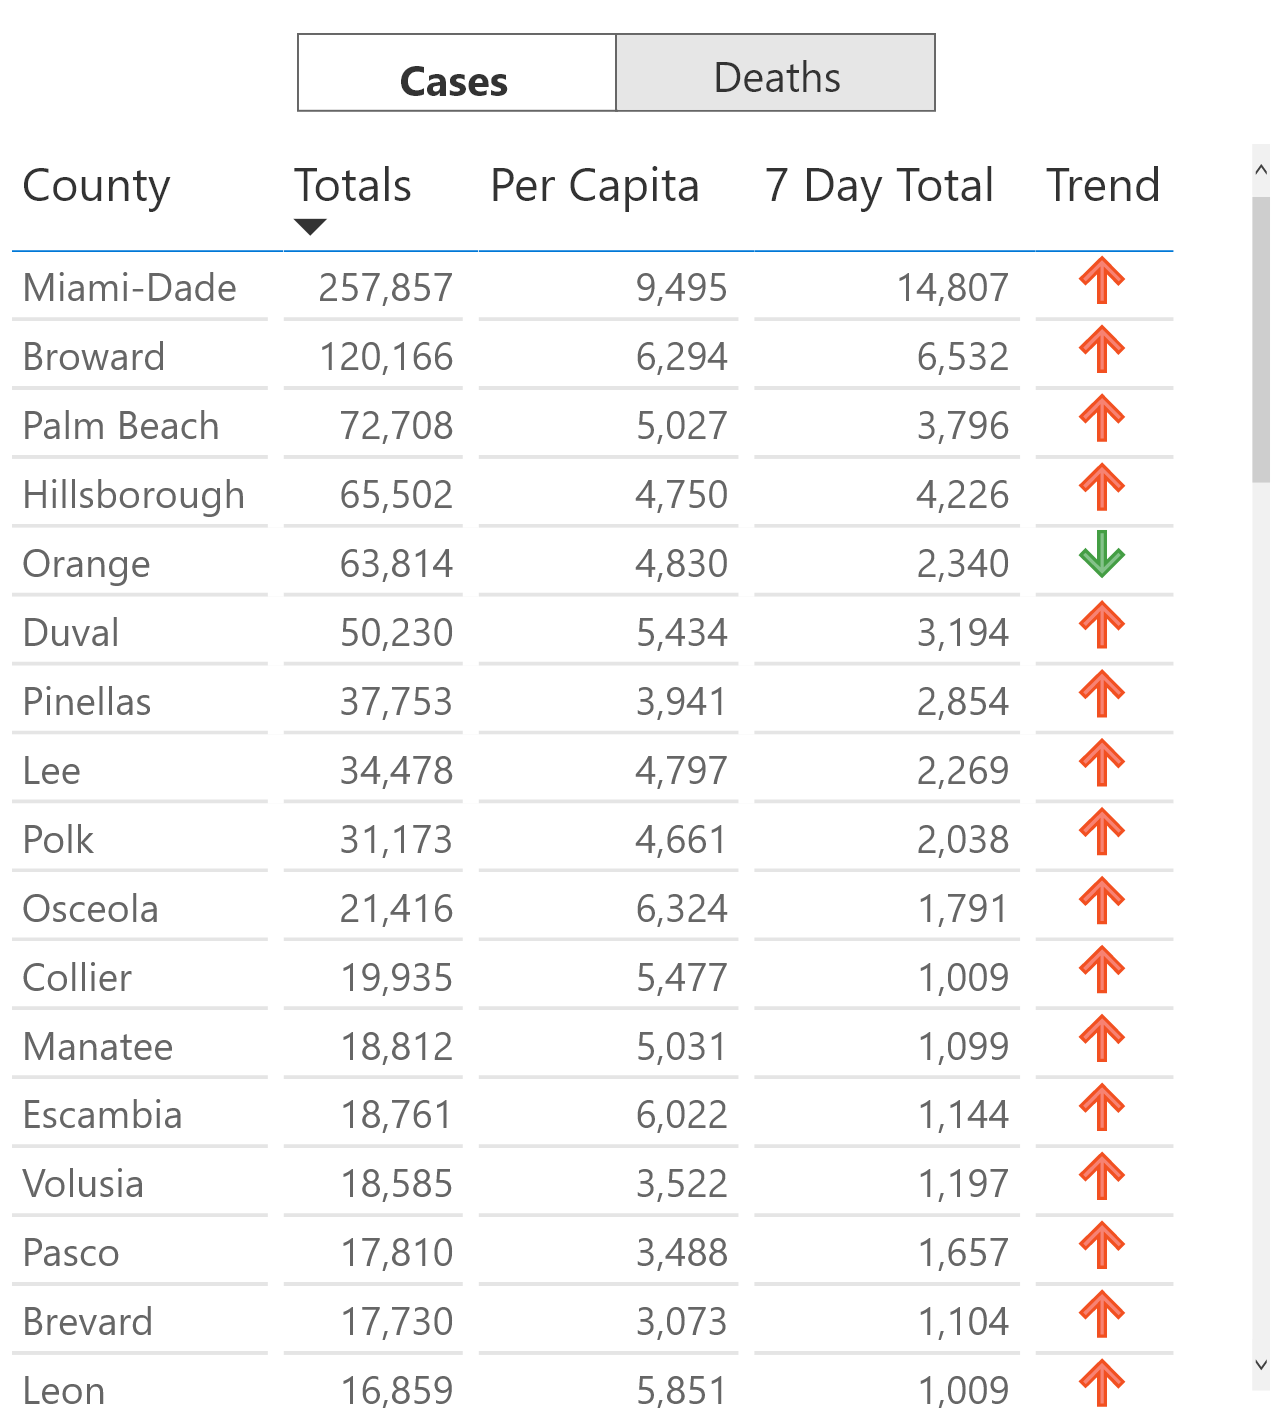 Cases Deaths
County Totals Per Capita 7 Day Total Trend
Miami-Dade 257,857 9,495 14,807
Broward 120,166 6,294 6,532
Palm Beach 72,708 5,027 3,796
Hillsborough 65,502 4,750 4,226
Orange 63,814 4,830 2,340
Duval 50,230 5,434 3,194
Pinellas 37,753 3,941 2,854
Lee 34,478 4,797 2,269
Polk 31,173 4,661 2,038
Osceola 21,416 6,324 1,791
Collier 19,935 5,477 1,009
Manatee 18,812 5,031 1,099
Escambia 18,761 6,022 1,144
Volusia 18,585 3,522 1,197
Pasco 17,810 3,488 1,657
Brevard 17,730 3,073 1,104
Leon 16,859 5,851 1,009